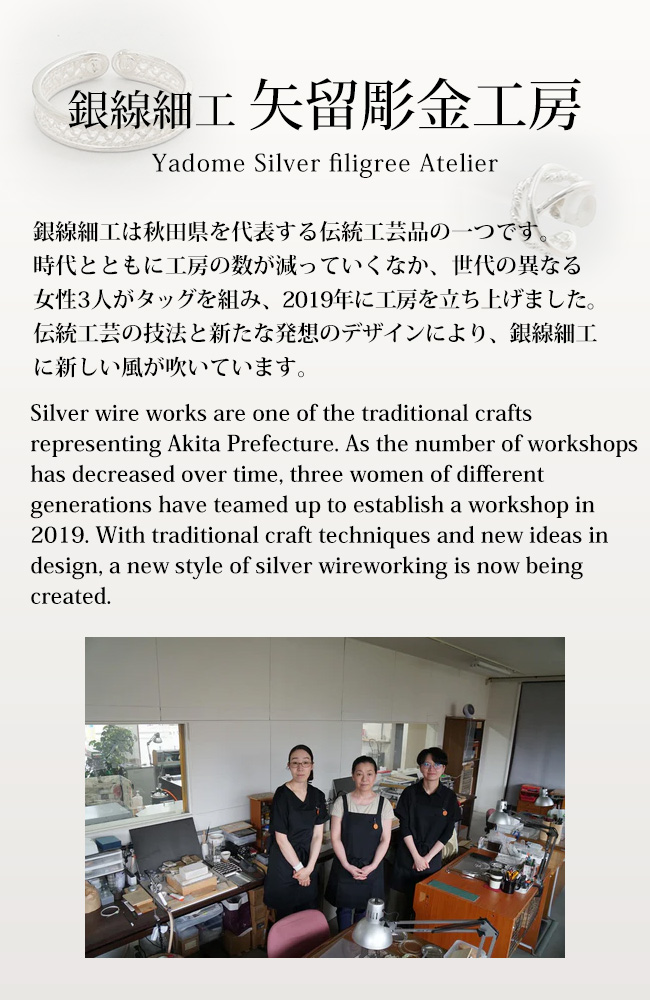 銀線細工 矢留彫金工房
Yadome Silver filigree Atelier
銀線細工は秋田県を代表する伝統工芸品の一つです。
時代とともに工房の数が減っていくなか、世代の異なる
女性3人がタッグを組み、2019年に工房を立ち上げました。
伝統工芸の技法と新たな発想のデザインにより、銀線細工
に新しい風が吹いています。
Silver wire works are one of the traditional crafts
representing Akita Prefecture. As the number of workshops
has decreased over time, three women of different
generations have teamed up to establish a workshop in
2019. With traditional craft techniques and new ideas in
design, a new style of silver wireworking is now being
created.